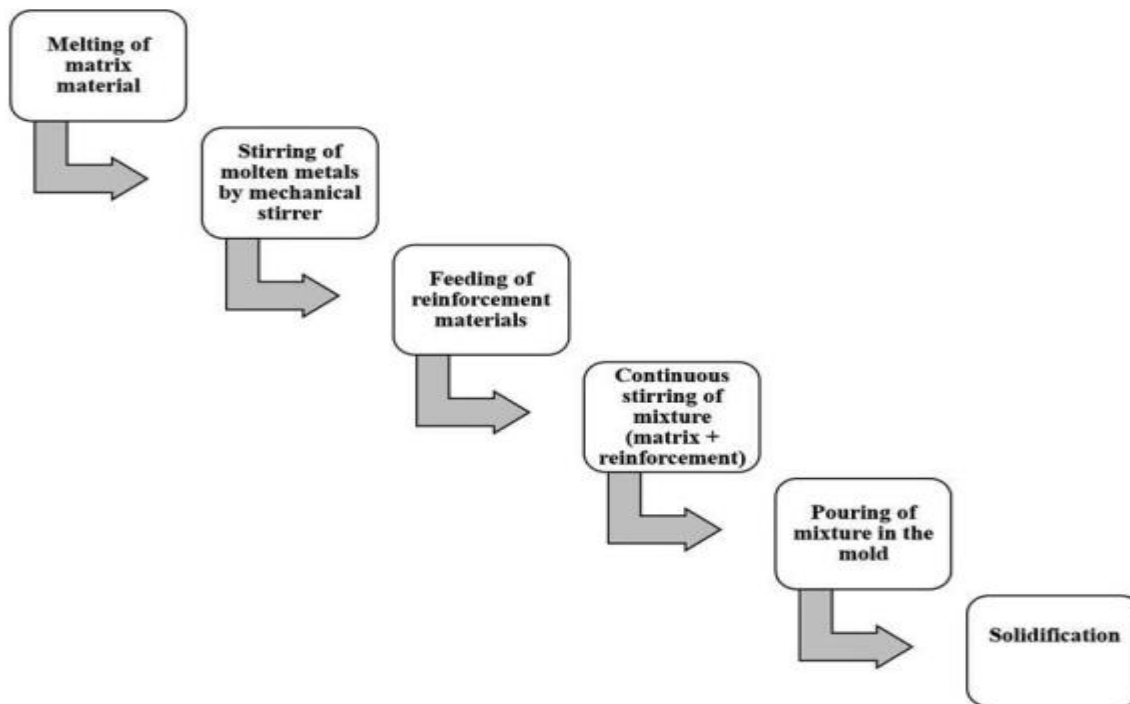 Melting of
matrix
material
Stirring of
molten metals
by mechanical
stirrer
Feeding of
reinforcement
materials
Continuous
stirring of
mixture
(matrix +
reinforcement)
Pouring of
mixture in the
mold
Solidification